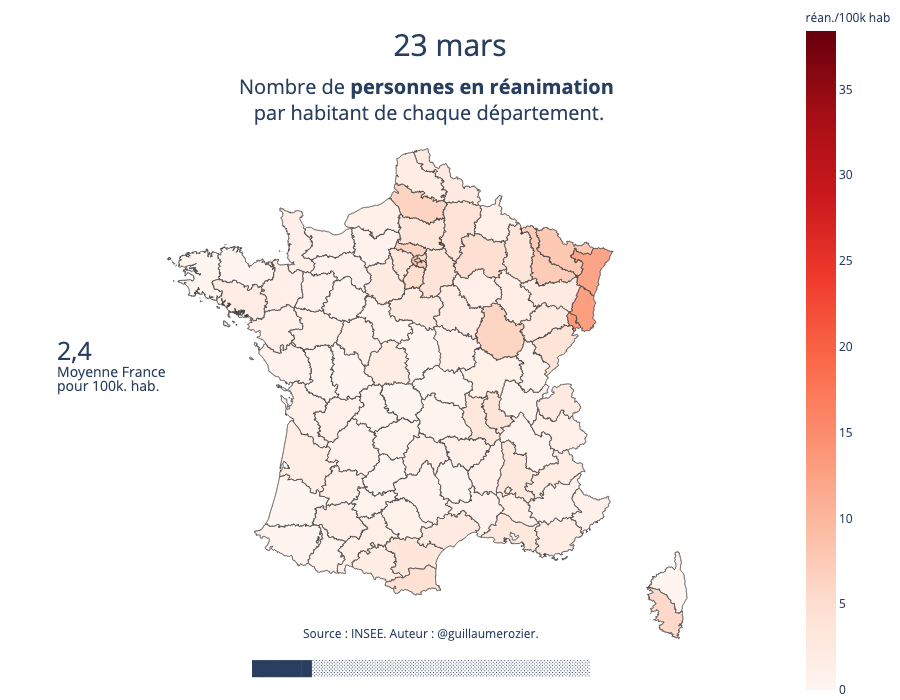 réan./100k hab
23 mars
Nombre de personnes en réanimation
par habitant de chaque département.
35
30
25
20
15
10
5
0
2,4
Moyenne France
pour 100k. hab.
Source : INSEE. Auteur : @guillaumerozier.